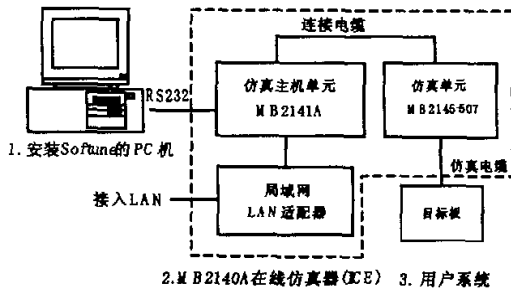 连接电缆
仿真主机单元
MB2141A
仿真单元
MB2145-507
RS232
1.安装Softune的PC机
仿真电缆
接入LAN
局域网
LAN适配器
目标板
2.MB2140A在线仿真器(ICE)
3.用户系统